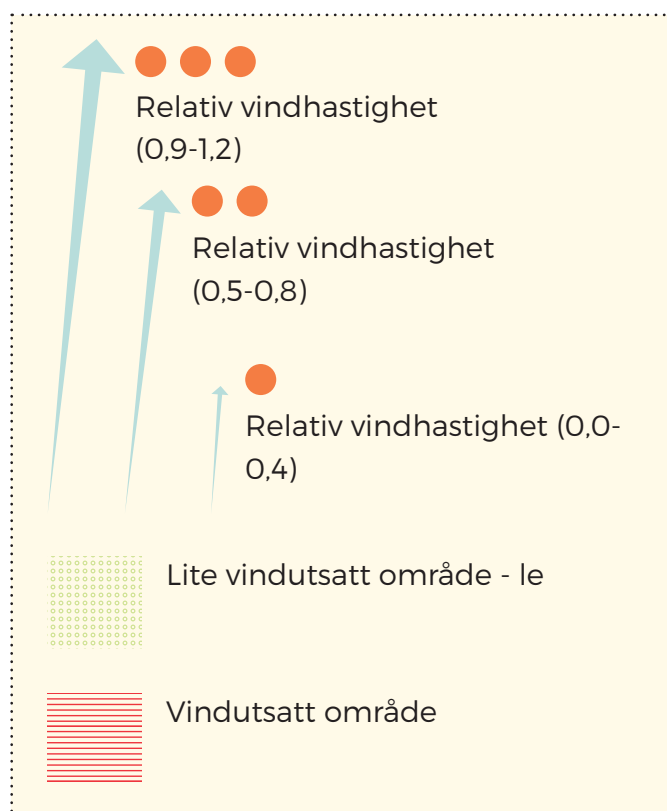 Relativ vindhastighet
(0,9-1,2)
Relativ vindhastighet
(0,5-0,8)
Relativ vindhastighet (0,0-
0,4)
Lite vindutsatt område - le
Vindutsatt område